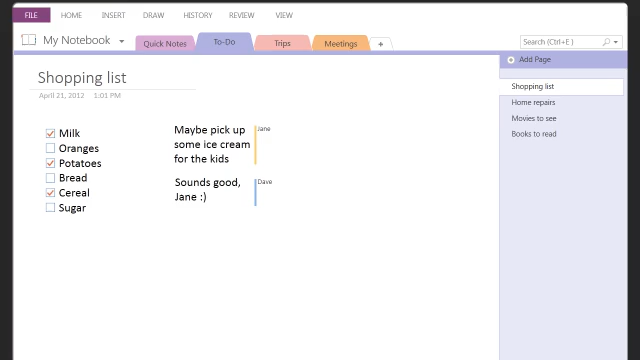 FILE HOME INSERT DRAW HISTORY REVIEW VIEW
My Notebook Quick Notes To-Do Trips Meetings + Search (Ctrl+E )
Add Page
Shopping list
April 21, 2012 1:01 PM
Milk
Oranges
Potatoes
Bread
Cereal
Sugar
Maybe pick up
some ice cream
for the kids
Jane
Sounds good,
Jane :)
Dave
Shopping list
Home repairs
Movies to see
Books to read